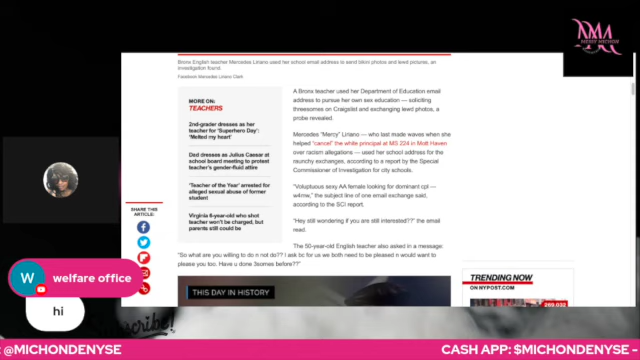 Bronx English teacher Mercedes Liriano used her school email address to send bikini photos and lewd pictures, an
investigation found.
Facebook Mercedes Liriano Clark
MORE ON:
TEACHERS
2nd-grader dresses as her
teacher for 'Superhero Day':
'Melted my heart'
Dad dresses as Julius Caesar at
school board meeting to protest
teacher's gender-fluid attire
'Teacher of the Year' arrested for
alleged sexual abuse of former
student
Virginia 6-year-old who shot
teacher won't be charged, but
parents still could be
A Bronx teacher used her Department of Education email
address to pursue her own sex education — soliciting
threesomes on Craigslist and exchanging lewd photos, a
probe revealed.
Mercedes "Mercy" Liriano — who last made waves when she
helped "cancel" the white principal at MS 224 in Mott Haven
over racism allegations — used her school address for the
raunchy exchanges, according to a report by the Special
Commissioner of Investigation for city schools.
"Voluptuous sexy AA female looking for dominant cpl —
w4mw," the subject line of one email exchange said,
according to the SCI report.
"Hey still wondering if you are still interested??" the email
read.
The 50-year-old English teacher also asked in a message:
"So what are you willing to do n not do?? I ask bc for us we both need to be pleased n would want to
please you too. Have u done 3somes before??"
SHARE THIS
ARTICLE:
THIS DAY IN HISTORY
TRENDING NOW
ON NYPOST.COM
W
welfare office
hi
Subscribe!
: @MICHONDENYSE
CASH APP: $MICHONDENYSE -